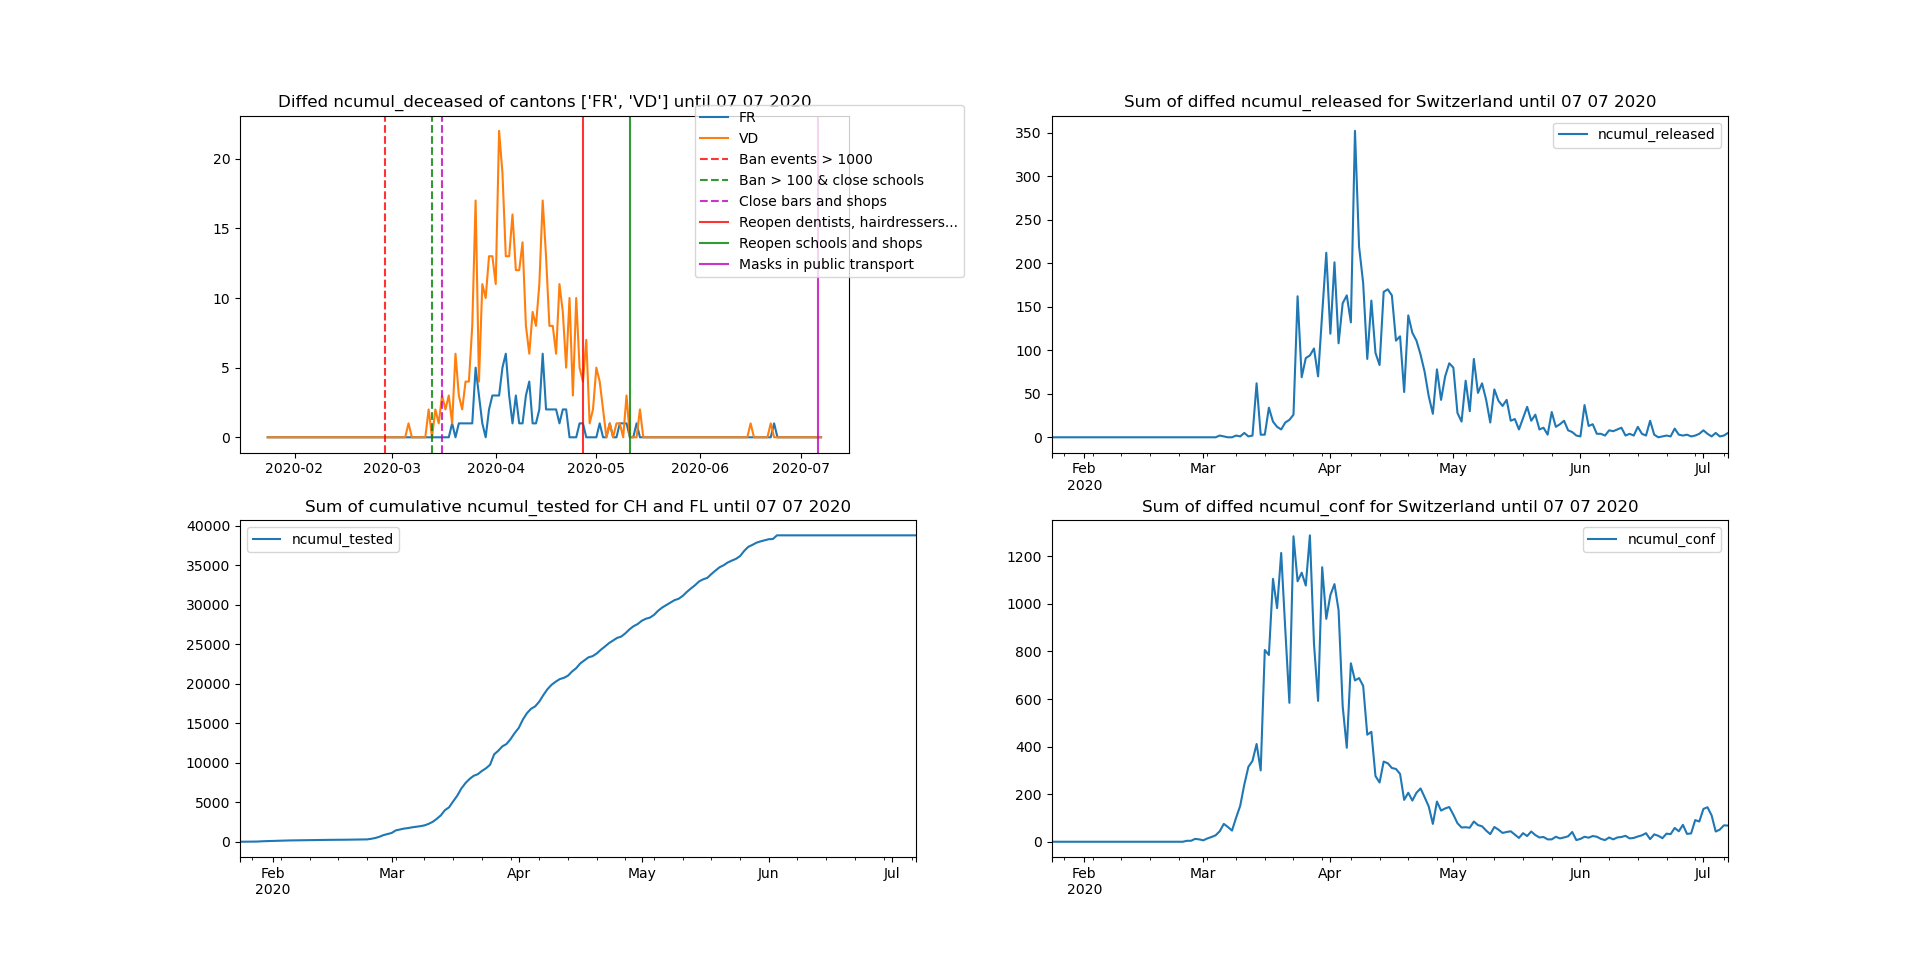 Diffed ncumul_deceased of cantons ['FR', 'VD'] until 07 07 2020
FR
VD
Ban events > 1000
Ban > 100 & close schools
Close bars and shops
Reopen dentists, hairdressers...
Reopen schools and shops
Masks in public transport
20
15
10
5
0
2020-02 2020-03 2020-04 2020-05 2020-06 2020-07
Sum of diffed ncumul_released for Switzerland until 07 07 2020
ncumul_released
350
300
250
200
150
100
50
0
Feb Mar Apr May Jun Jul
2020
Sum of cumulative ncumul_tested for CH and FL until 07 07 2020
ncumul_tested
40000
35000
30000
25000
20000
15000
10000
5000
0
Feb Mar Apr May Jun Jul
2020
Sum of diffed ncumul_conf for Switzerland until 07 07 2020
ncumul_conf
1200
1000
800
600
400
200
0
Feb Mar Apr May Jun Jul
2020